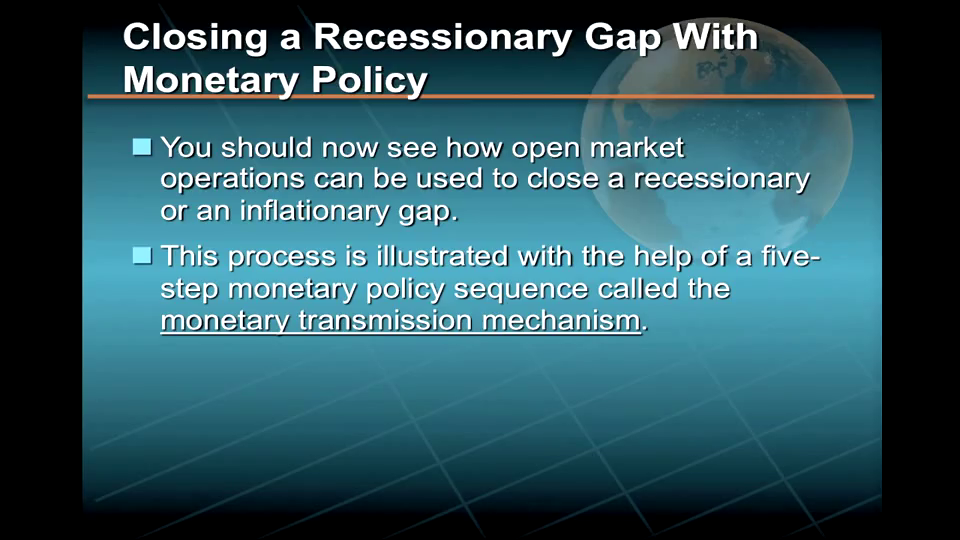 Closing a Recessionary Gap With
Monetary Policy
You should now see how open market
operations can be used to close a recessionary
or an inflationary gap.
This process is illustrated with the help of a five-
step monetary policy sequence called the
monetary transmission mechanism.